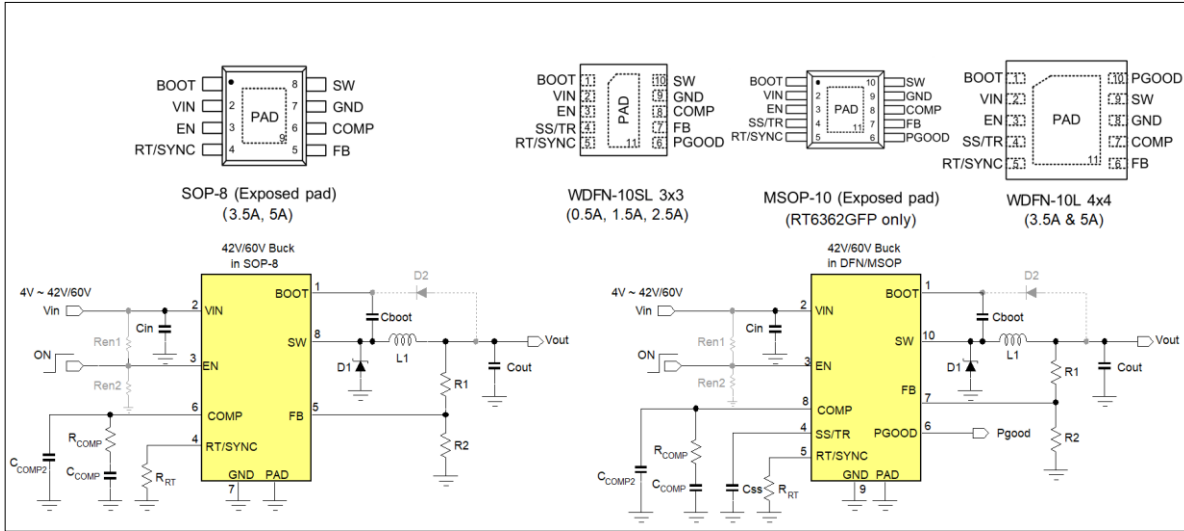 BOOT
VIN
EN
RT/SYNC
2
3
4
PAD
9
8
7
6
5
SW
GND
COMP
FB
SOP-8 (Exposed pad)
(3.5A, 5A)
BOOT
VIN
EN
SS/TR
RT/SYNC
1
2
3
4
5
PAD
11
10
9
8
7
6
SW
GND
COMP
FB
PGOOD
WDFN-10SL 3x3
(0.5A, 1.5A, 2.5A)
BOOT
VIN
EN
SS/TR
RT/SYNC
2
3
4
5
PAD
11
10
9
8
7
6
SW
GND
COMP
FB
PGOOD
MSOP-10 (Exposed pad)
(RT6362GFP only)
BOOT
VIN
EN
SS/TR
RT/SYNC
1
2
3
4
5
PAD
11
10
9
8
7
6
PGOOD
SW
GND
COMP
FB
WDFN-10L 4x4
(3.5A & 5A)
42V/60V Buck
in SOP-8
4V ~ 42V/60V
Vin
Cin
Ren1
ON
Ren2
2
VIN
3
EN
6
COMP
4
RT/SYNC
BOOT
1
SW
8
FB
5
GND
7
PAD
D2
Cboot
L1
D1
Vout
Cout
R1
R2
CCOMP2
RCOMP
CCOMP
RRT
42V/60V Buck
in DFN/MSOP
4V ~ 42V/60V
Vin
Cin
Ren1
ON
Ren2
2
VIN
3
EN
8
COMP
4
SS/TR
5
RT/SYNC
BOOT
1
SW
10
FB
7
PGOOD
6
Pgood
GND
9
PAD
D2
Cboot
L1
D1
Vout
Cout
R1
R2
CCOMP2
RCOMP
CCOMP
Css
RRT